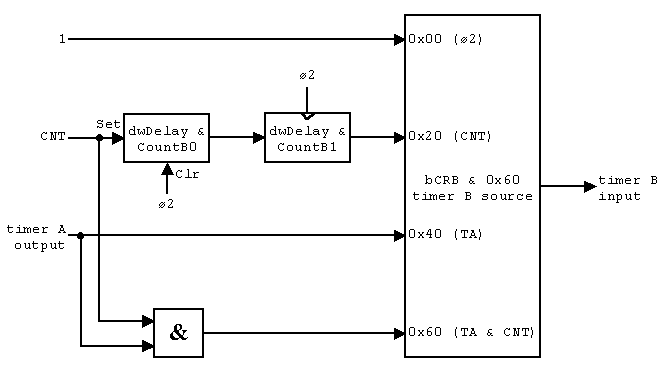 1
0x00 (ø2)
ø2
CNT
Set
dwDelay &
CountB0
dwDelay &
CountB1
0x20 (CNT)
Clr
ø2
bCRB & 0x60
timer B source
timer B
input
timer A
output
0x40 (TA)
&
0x60 (TA & CNT)